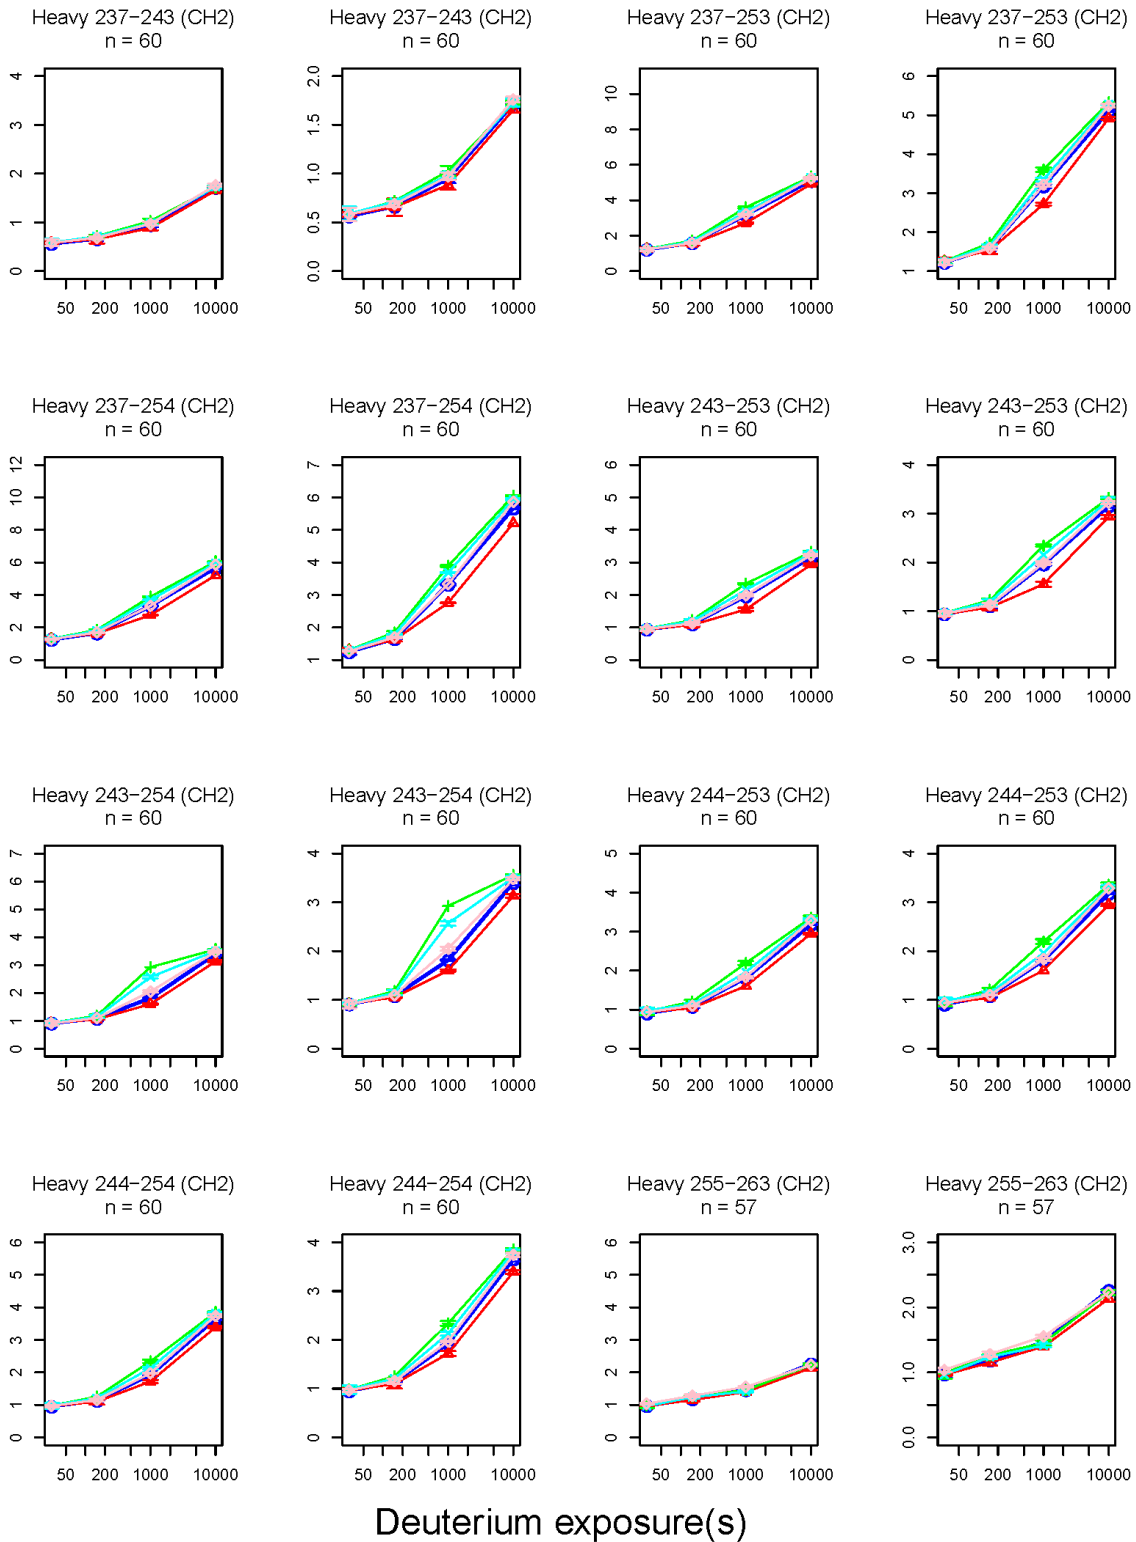 Heavy 237−243 (CH2)
n = 60
Heavy 237−243 (CH2)
n = 60
Heavy 237−253 (CH2)
n = 60
Heavy 237−253 (CH2)
n = 60
4
3
2
1
0
50 200 1000 10000
2.0
1.5
1.0
0.5
0.0
50 200 1000 10000
10
8
6
4
2
0
50 200 1000 10000
6
5
4
3
2
1
50 200 1000 10000
Heavy 237−254 (CH2)
n = 60
Heavy 237−254 (CH2)
n = 60
Heavy 243−253 (CH2)
n = 60
Heavy 243−253 (CH2)
n = 60
12
10
8
6
4
2
0
50 200 1000 10000
7
6
5
4
3
2
1
50 200 1000 10000
6
5
4
3
2
1
0
50 200 1000 10000
4
3
2
1
0
50 200 1000 10000
Heavy 243−254 (CH2)
n = 60
Heavy 243−254 (CH2)
n = 60
Heavy 244−253 (CH2)
n = 60
Heavy 244−253 (CH2)
n = 60
7
6
5
4
3
2
1
0
50 200 1000 10000
4
3
2
1
0
50 200 1000 10000
5
4
3
2
1
0
50 200 1000 10000
4
3
2
1
0
50 200 1000 10000
Heavy 244−254 (CH2)
n = 60
Heavy 244−254 (CH2)
n = 60
Heavy 255−263 (CH2)
n = 57
Heavy 255−263 (CH2)
n = 57
6
5
4
3
2
1
0
50 200 1000 10000
4
3
2
1
0
50 200 1000 10000
6
5
4
3
2
1
0
50 200 1000 10000
3.0
2.0
1.0
0.0
50 200 1000 10000
Deuterium exposure(s)